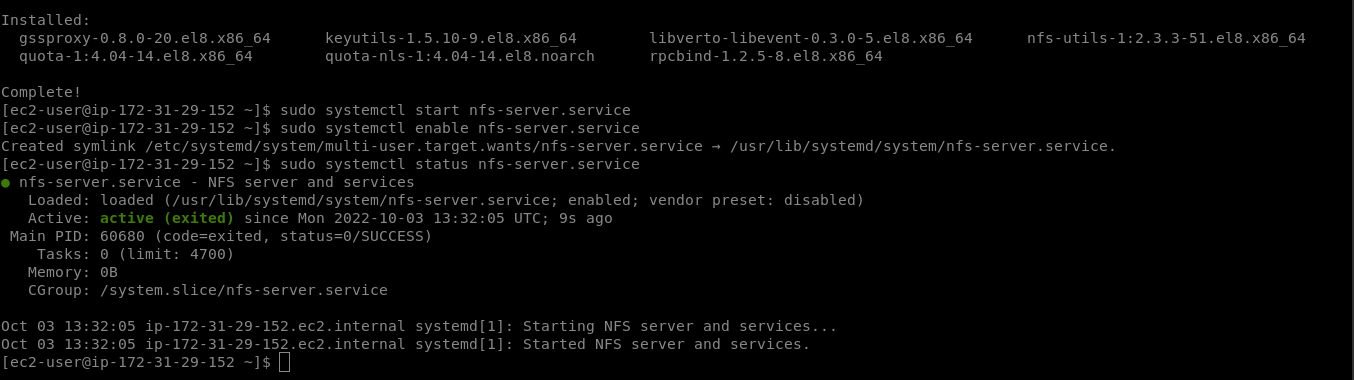 Installed:
  gssproxy-0.8.0-20.el8.x86_64      keyutils-1.5.10-9.el8.x86_64        libverto-libevent-0.3.0-5.el8.x86_64      nfs-utils-1:2.3.3-51.el8.x86_64
  quota-1:4.04-14.el8.x86_64        quota-nls-1:4.04-14.el8.noarch      rpcbind-1.2.5-8.el8.x86_64

Complete!
[ec2-user@ip-172-31-29-152 ~]$ sudo systemctl start nfs-server.service
[ec2-user@ip-172-31-29-152 ~]$ sudo systemctl enable nfs-server.service
Created symlink /etc/systemd/system/multi-user.target.wants/nfs-server.service → /usr/lib/systemd/system/nfs-server.service.
[ec2-user@ip-172-31-29-152 ~]$ sudo systemctl status nfs-server.service
● nfs-server.service - NFS server and services
   Loaded: loaded (/usr/lib/systemd/system/nfs-server.service; enabled; vendor preset: disabled)
   Active: active (exited) since Mon 2022-10-03 13:32:05 UTC; 9s ago
 Main PID: 60680 (code=exited, status=0/SUCCESS)
    Tasks: 0 (limit: 4700)
   Memory: 0B
   CGroup: /system.slice/nfs-server.service

Oct 03 13:32:05 ip-172-31-29-152.ec2.internal systemd[1]: Starting NFS server and services...
Oct 03 13:32:05 ip-172-31-29-152.ec2.internal systemd[1]: Started NFS server and services.
[ec2-user@ip-172-31-29-152 ~]$